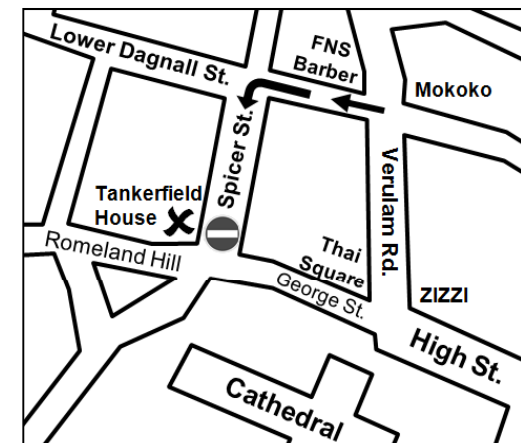 Lower Dagnall St.
FNS
Barber
Mokoko
Spicer St.
Verulam Rd.
Tankerfield
House
Romeland Hill
Thai
Square
George St.
ZIZZI
High St.
Cathedral